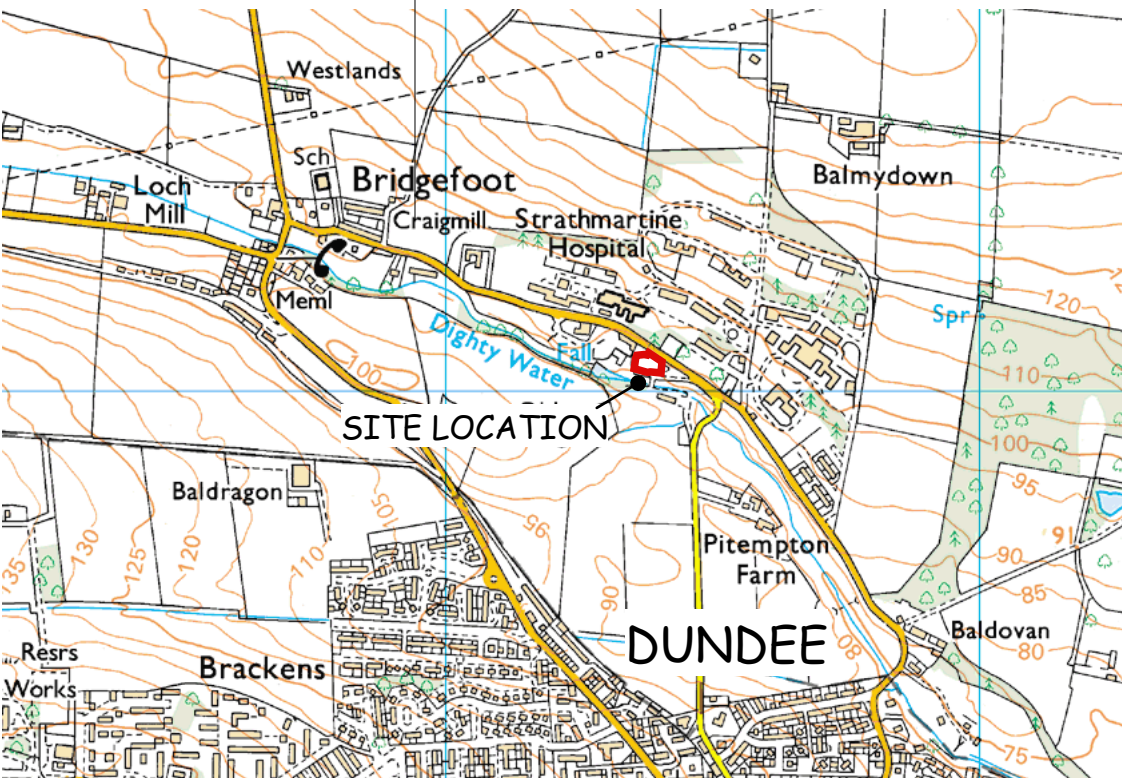 Westlands
Sch
Bridgefoot
Loch
Mill
Craigmill
Strathmartine
Hospital
Balmydown
Meml
Dighty Water
Fall
Spr
120
110
100
100
95
SITE LOCATION
Baldragon
105
95
91
90
85
80
75
135
130
125
120
110
90
80
Pitempton
Farm
DUNDEE
Baldovan
Resrs
Works
Brackens